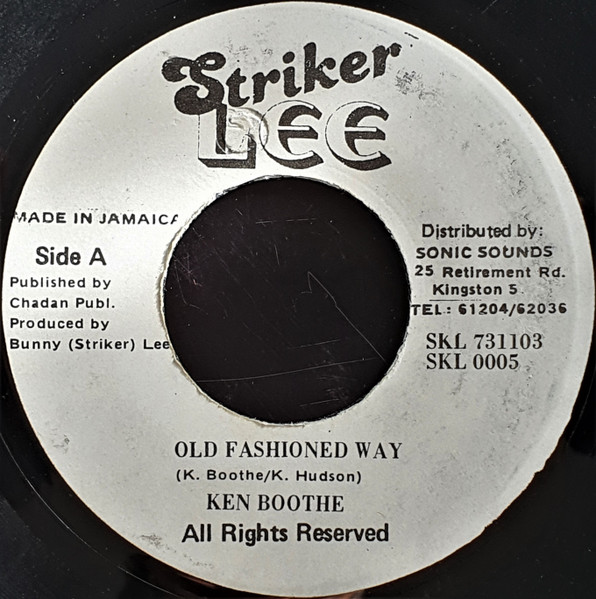 Striker
LEE
MADE IN JAMAICA
Side A
Published by
Chadan Publ.
Produced by
Bunny (Striker) Lee
Distributed by:
SONIC SOUNDS
25 Retirement Rd.
Kingston 5
TEL: 61204/62036
SKL 731103
SKL 0005
OLD FASHIONED WAY
(K. Boothe/K. Hudson)
KEN BOOTHE
All Rights Reserved